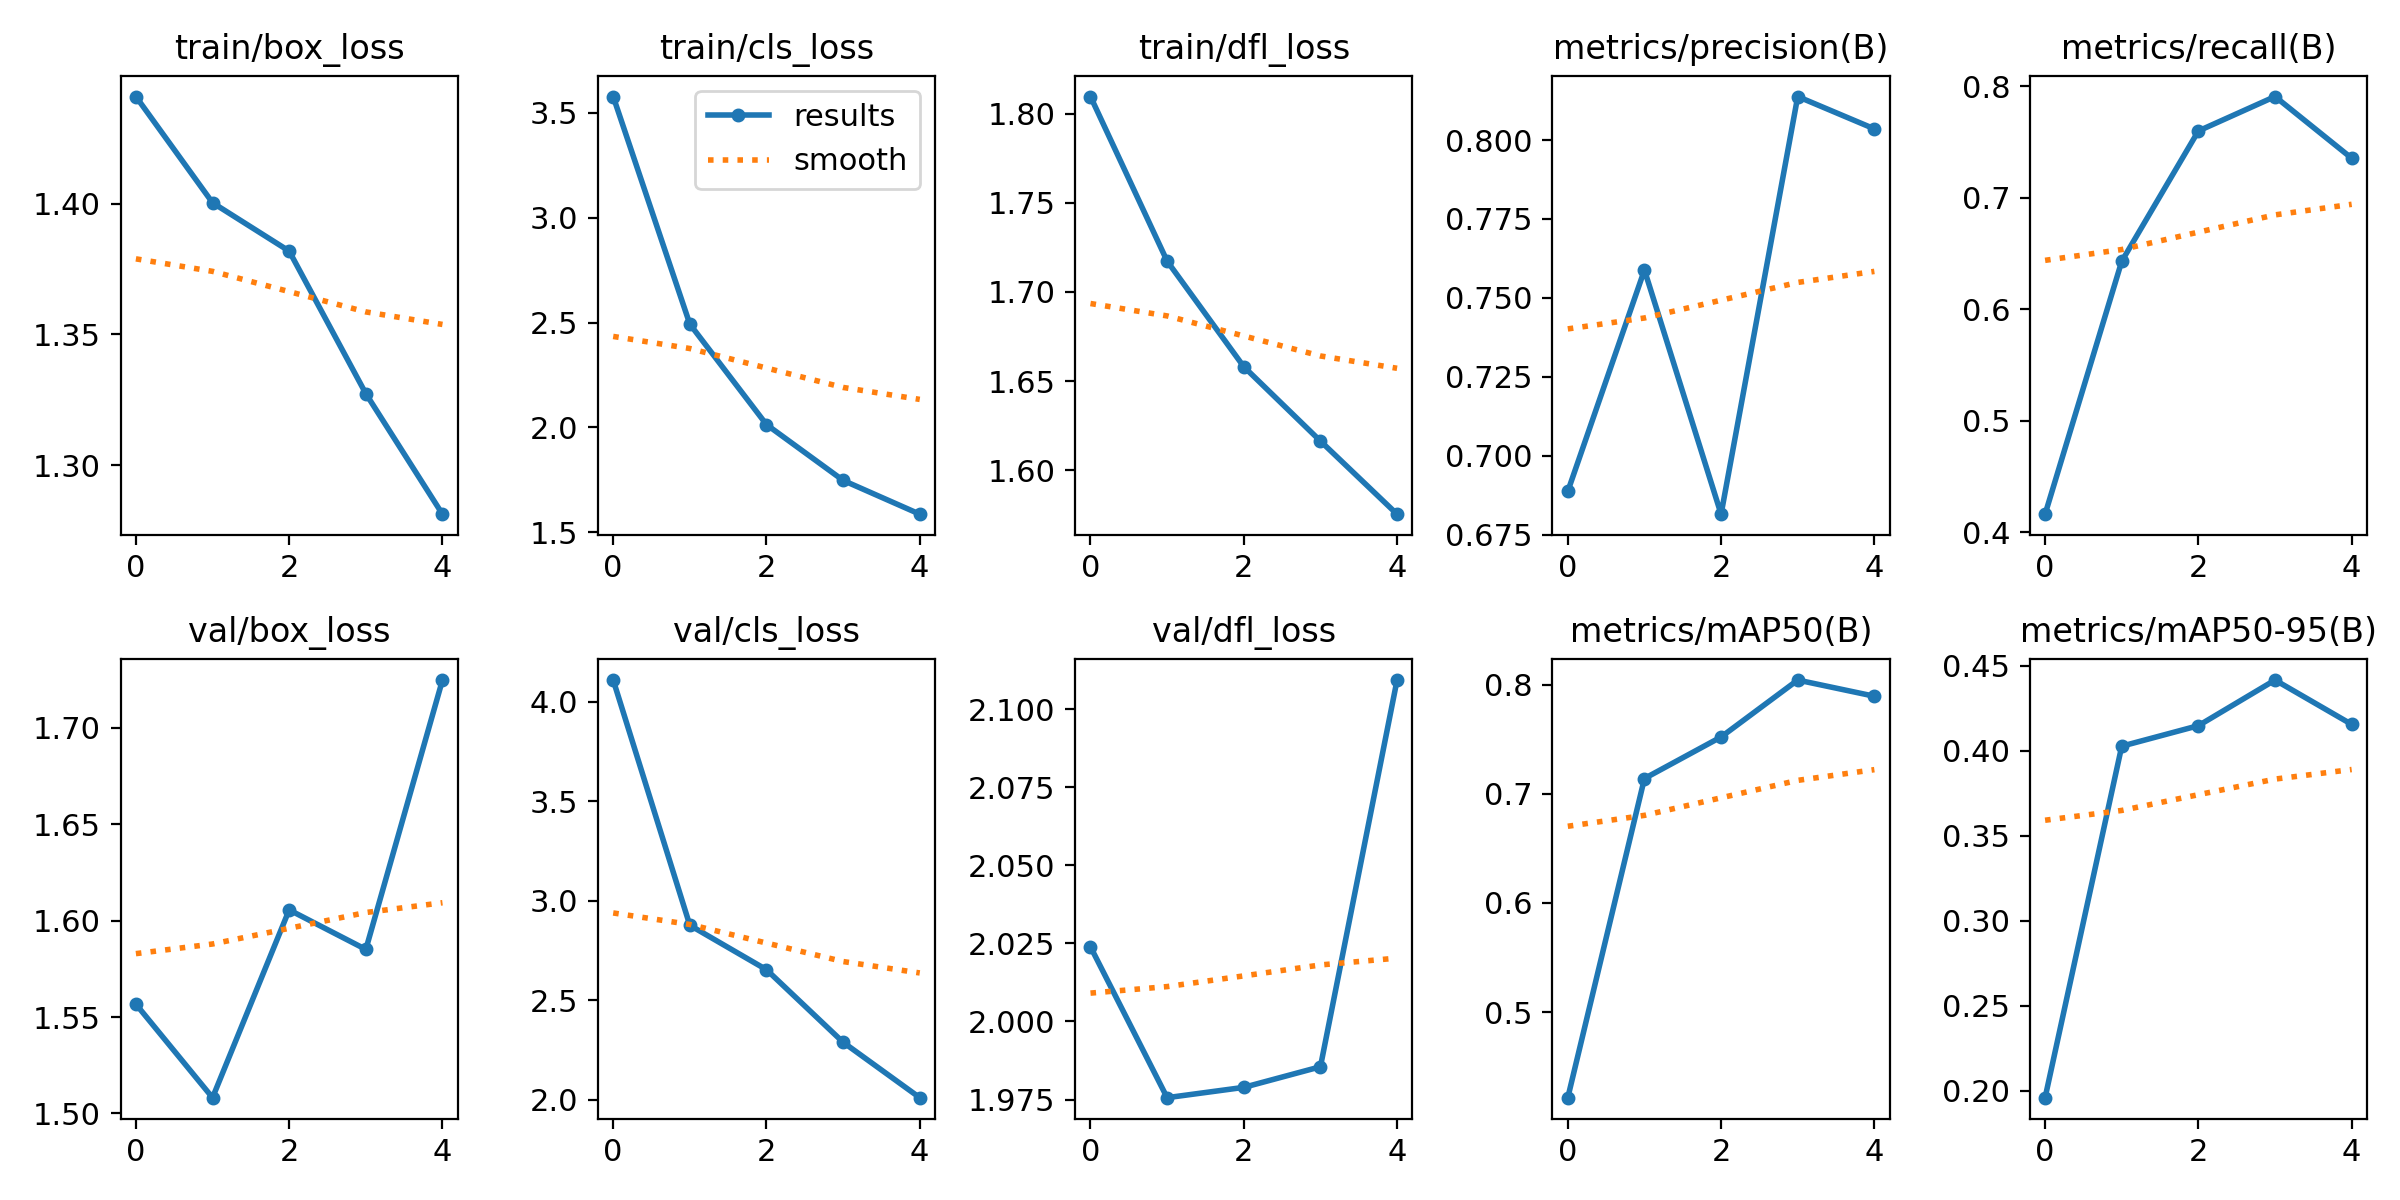 train/box_loss
1.40
1.35
1.30
0 2 4
train/cls_loss
results
smooth
3.5
3.0
2.5
2.0
1.5
0 2 4
train/dfl_loss
1.80
1.75
1.70
1.65
1.60
0 2 4
metrics/precision(B)
0.800
0.775
0.750
0.725
0.700
0.675
0 2 4
metrics/recall(B)
0.8
0.7
0.6
0.5
0.4
0 2 4
val/box_loss
1.70
1.65
1.60
1.55
1.50
0 2 4
val/cls_loss
4.0
3.5
3.0
2.5
2.0
0 2 4
val/dfl_loss
2.100
2.075
2.050
2.025
2.000
1.975
0 2 4
metrics/mAP50(B)
0.8
0.7
0.6
0.5
0 2 4
metrics/mAP50-95(B)
0.45
0.40
0.35
0.30
0.25
0.20
0 2 4